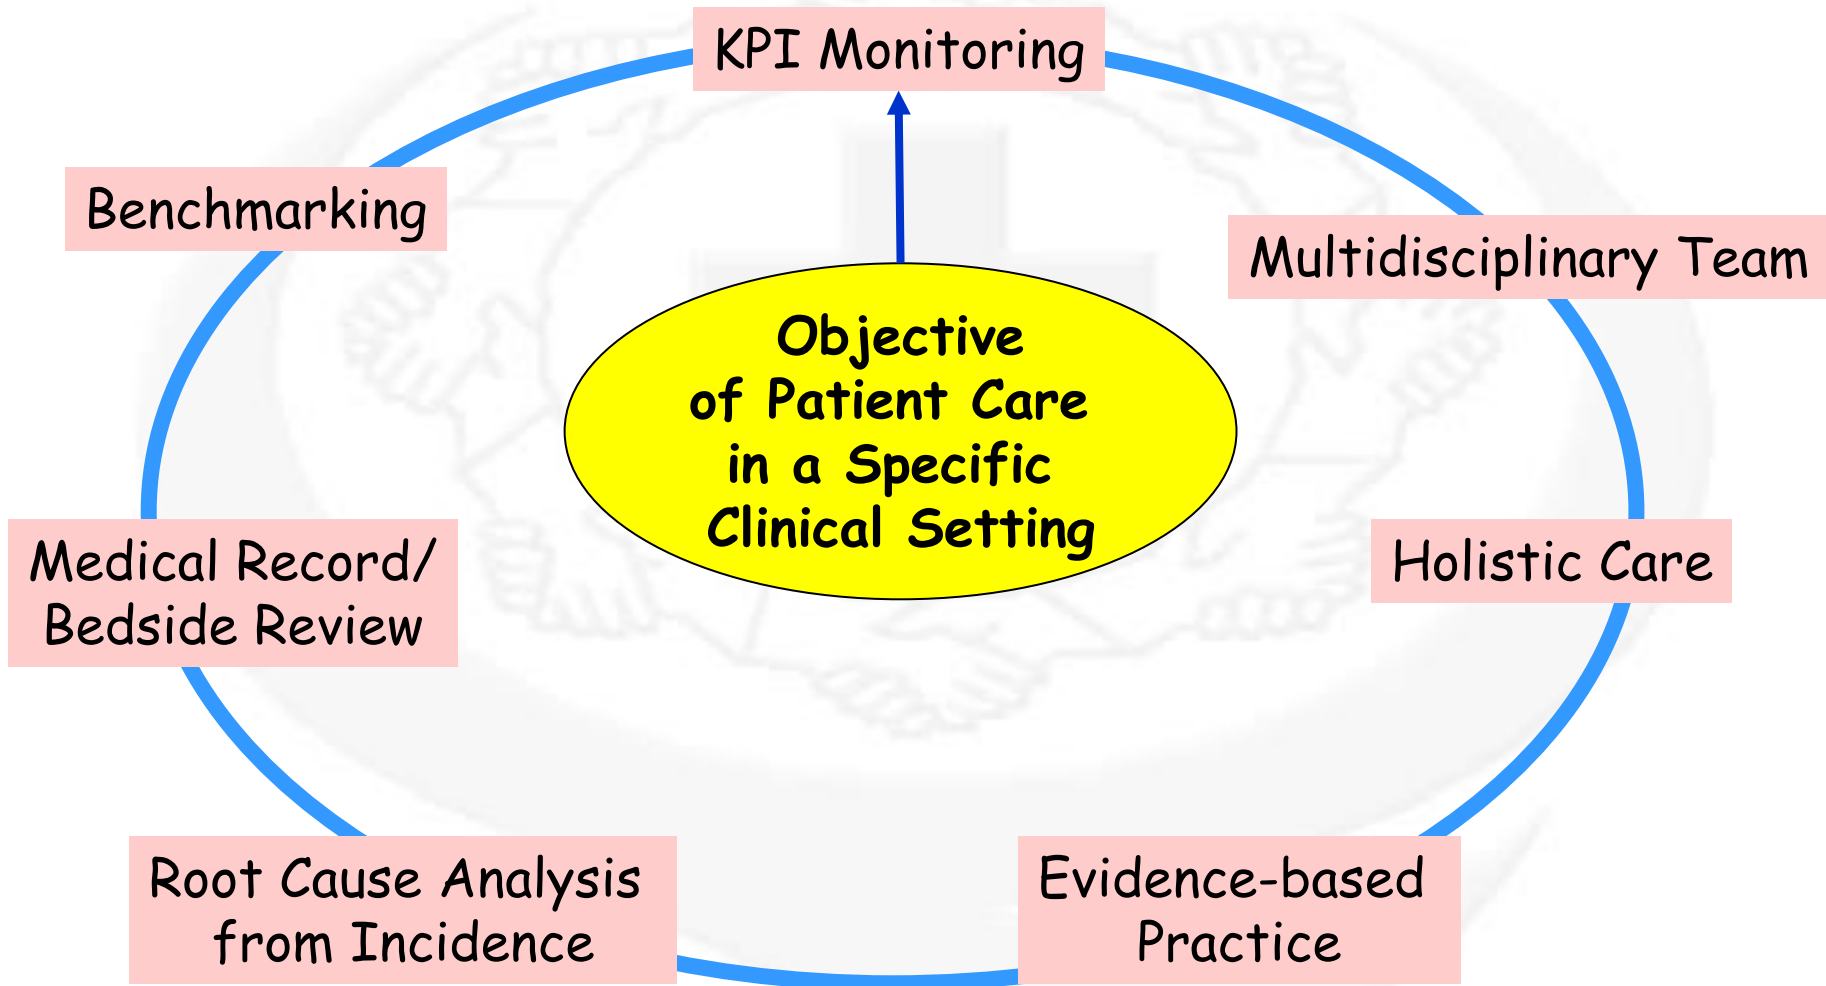 KPI Monitoring
Benchmarking
Multidisciplinary Team
Objective
of Patient Care
in a Specific
Clinical Setting
Medical Record/
Bedside Review
Holistic Care
Root Cause Analysis
from Incidence
Evidence-based
Practice